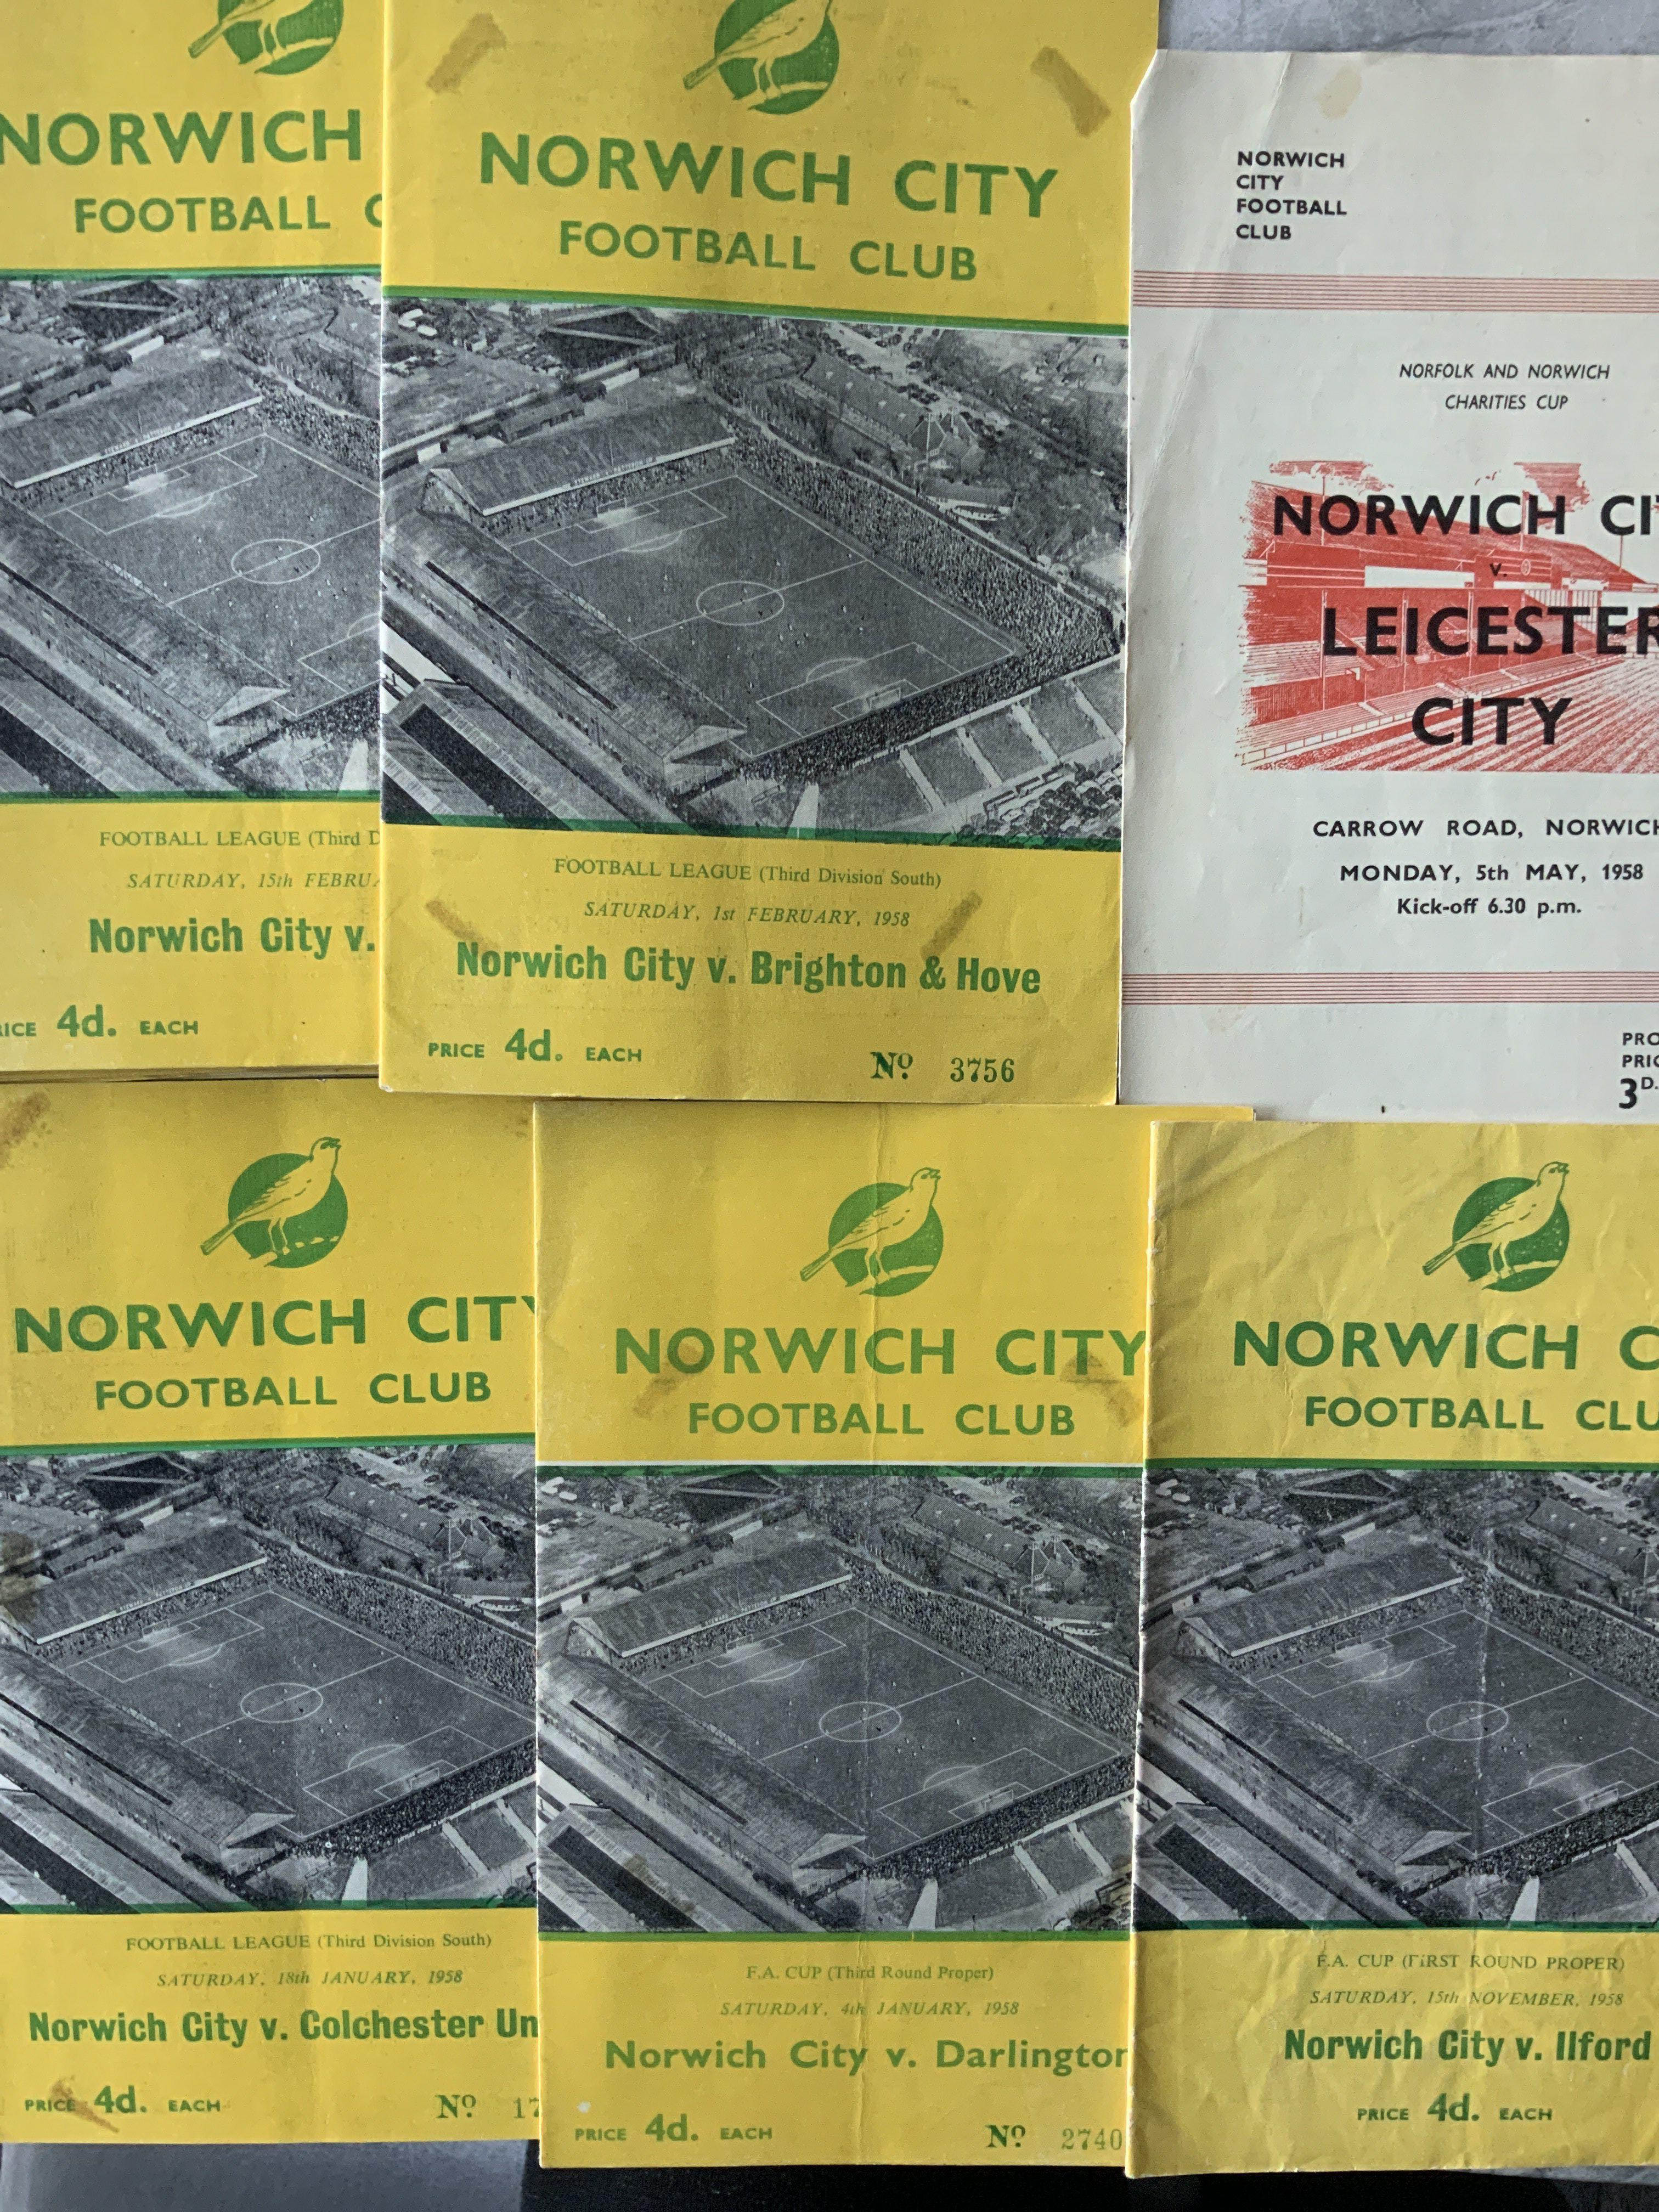 NORWICH
FOOTBALL
FOOTBALL LEAGUE (Third
SATURDAY, 15th
Norwich City v.
4d. EACH
NORWICH CITY
FOOTBALL CLUB
FOOTBALL LEAGUE (Third Division South)
SATURDAY, 1st FEBRUARY, 1958
Norwich City v. Brighton & Hove
PRICE 4d. EACH
No 3756
NORWICH
CITY
FOOTBALL
CLUB
NORFOLK AND NORWICH
CHARITIES CUP
NORWICH
v.
LEICESTER
CITY
CARROW ROAD, NORWICH
MONDAY, 5th MAY, 1958
Kick-off 6.30 p.m.
3D.
NORWICH CITY
FOOTBALL CLUB
FOOTBALL LEAGUE (Third Division South)
SATURDAY, 18th JANUARY, 1958
Norwich City v. Colchester
PRICE 4d. EACH
No 17
NORWICH CITY
FOOTBALL CLUB
F.A. CUP (Third Round Proper)
SATURDAY, 4th JANUARY, 1958
Norwich City v. Darlington
PRICE 4d. EACH
No 2740
NORWICH
FOOTBALL
F.A. CUP (FIRST ROUND PROPER)
SATURDAY, 15th NOVEMBER, 1958
Norwich City v. Ilford
PRICE 4d. EACH